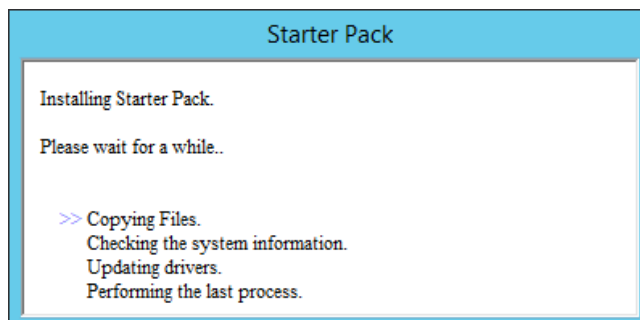 Starter Pack
Installing Starter Pack.
Please wait for a while..
>> Copying Files.
Checking the system information.
Updating drivers.
Performing the last process.